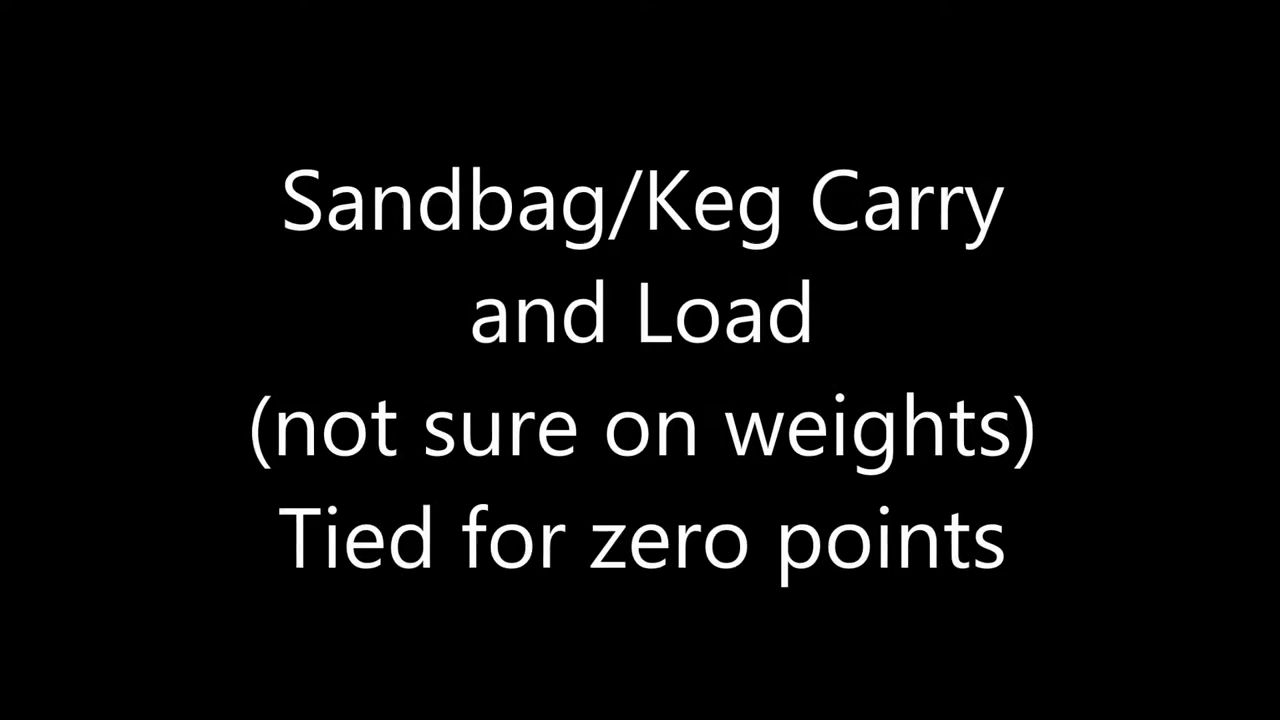 Sandbag/Keg Carry
and Load
(not sure on weights)
Tied for zero points